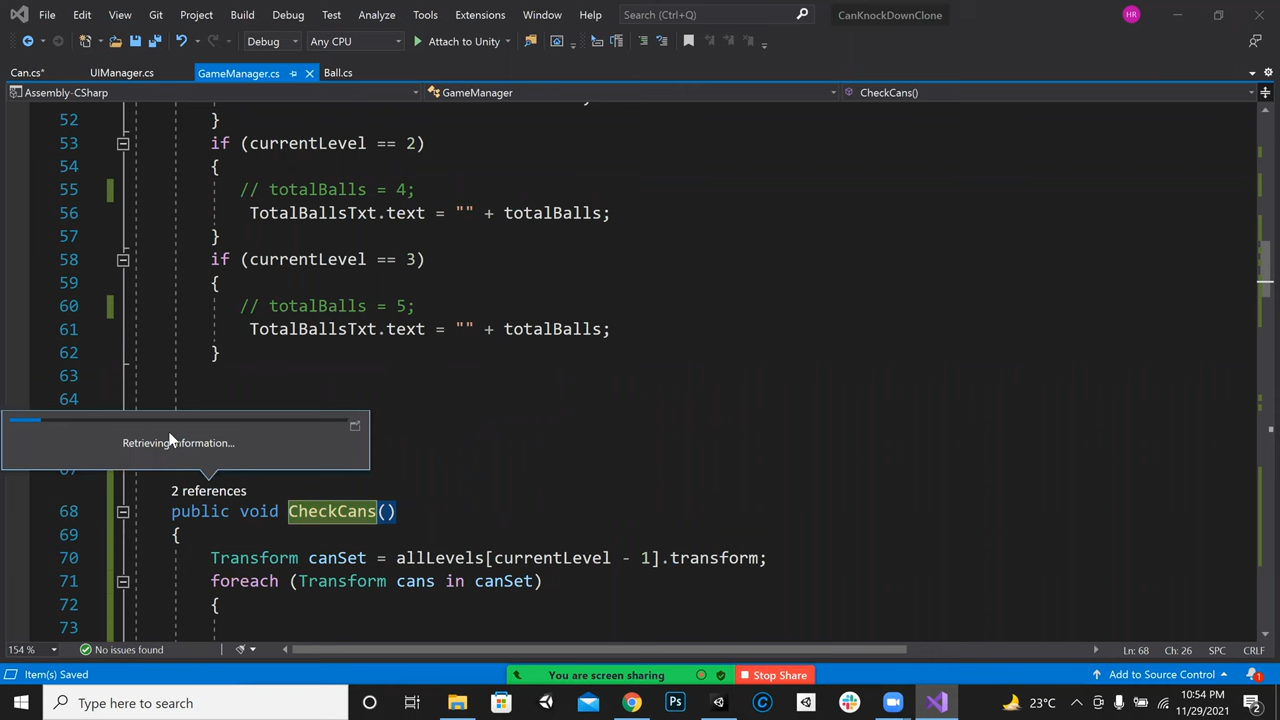 File Edit View Git Project Build Debug Test Analyze Tools Extensions Window Help Search (Ctrl+Q) CanKnockDownClone HR
Debug Any CPU Attach to Unity
Can.cs* UIManager.cs GameManager.cs Ball.cs
Assembly-CSharp GameManager CheckCans()
52 }
53 if (currentLevel == 2)
54 {
55 // totalBalls = 4;
56 TotalBallsTxt.text = "" + totalBalls;
57 }
58 if (currentLevel == 3)
59 {
60 // totalBalls = 5;
61 TotalBallsTxt.text = "" + totalBalls;
62 }
63
64
Retrieving information...
2 references
68 public void CheckCans()
69 {
70 Transform canSet = allLevels[currentLevel - 1].transform;
71 foreach (Transform cans in canSet)
72 {
73
154 % No issues found Ln: 68 Ch: 26 SPC CRLF
Item(s) Saved You are screen sharing Stop Share Add to Source Control 1
Type here to search Ps 23°C 10:54 PM
11/29/2021